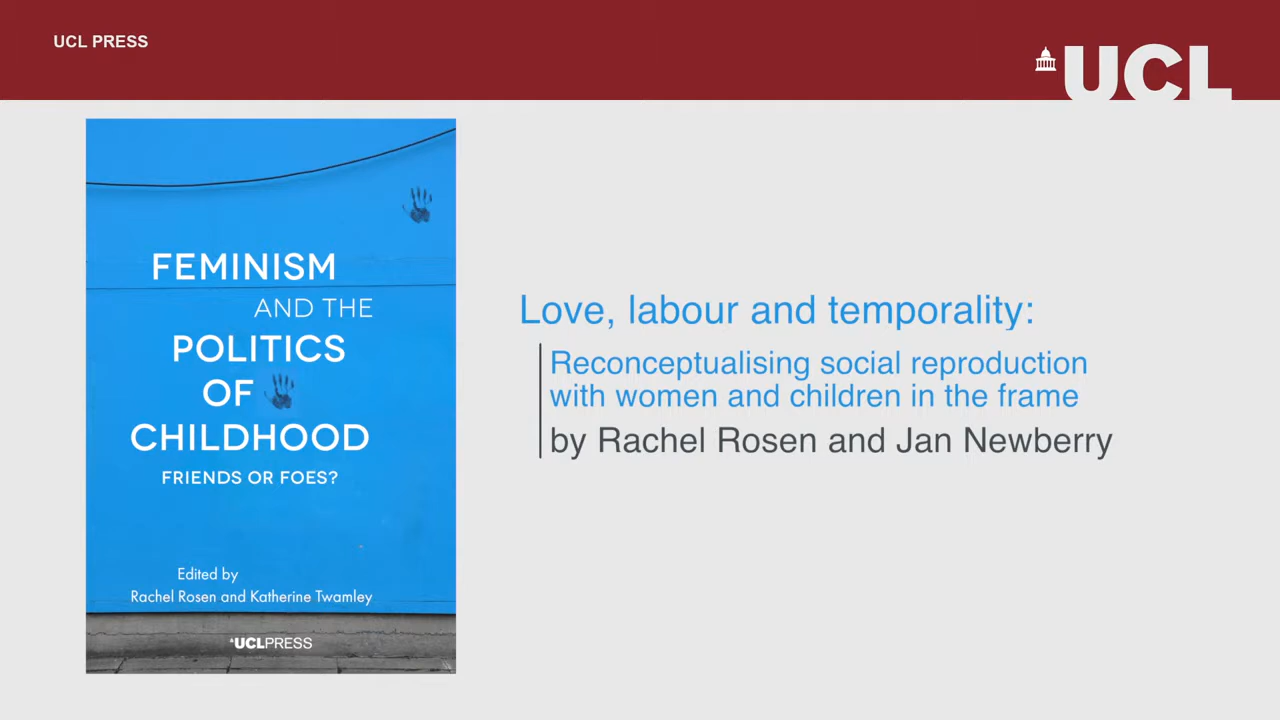 UCL PRESS
UCL
FEMINISM
AND THE
POLITICS
OF
CHILDHOOD
FRIENDS OR FOES?
Edited by
Rachel Rosen and Katherine Twamley
UCLPRESS
Love, labour and temporality:
Reconceptualising social reproduction
with women and children in the frame
by Rachel Rosen and Jan Newberry